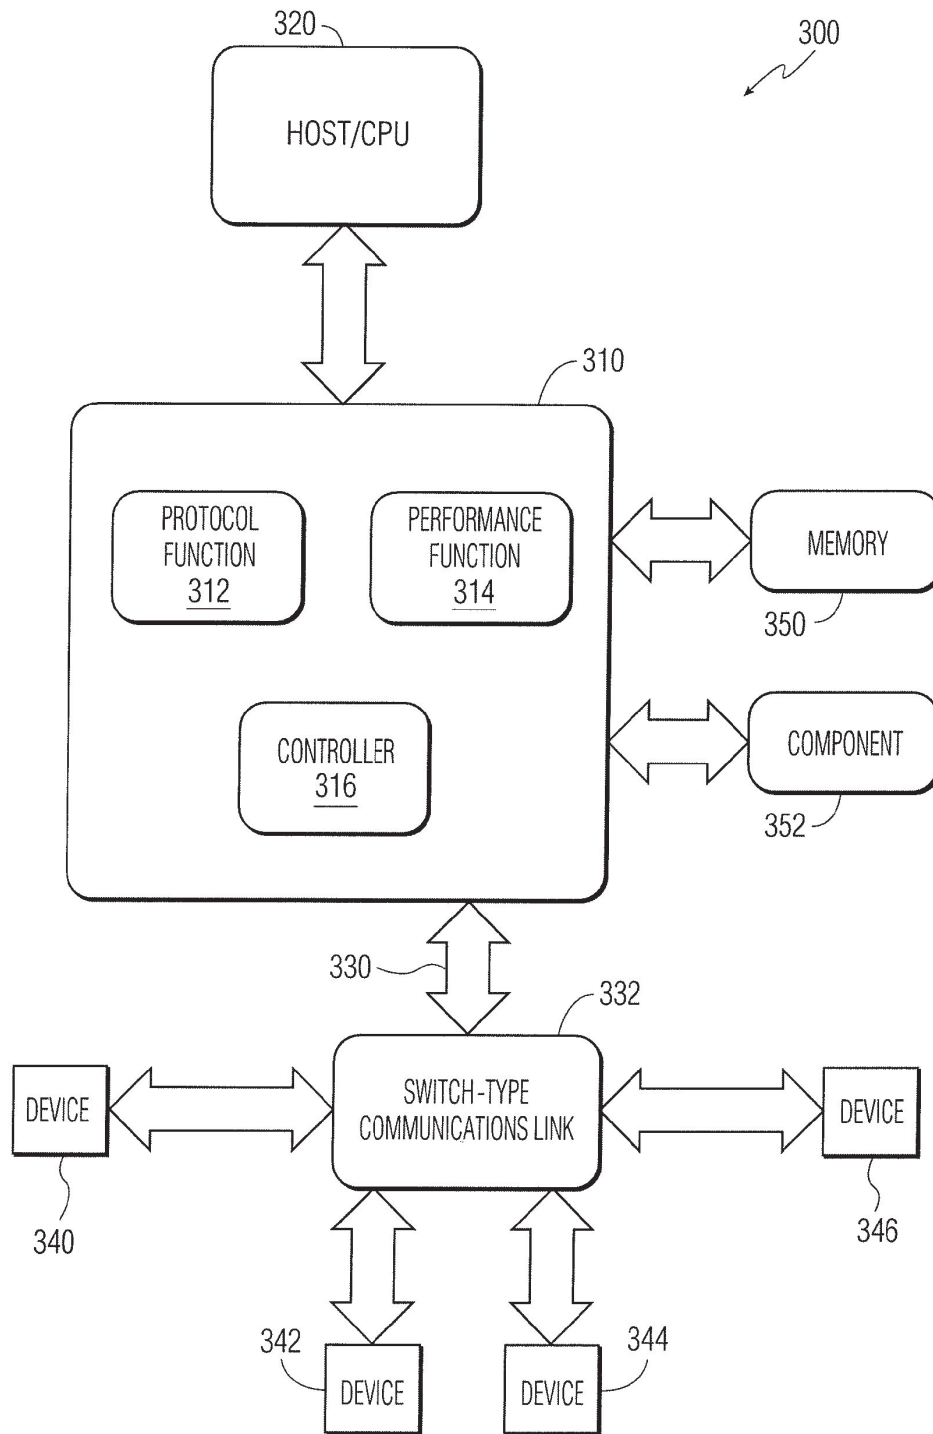 320
300
HOST/CPU
310
PROTOCOL
FUNCTION
312
PERFORMANCE
FUNCTION
314
MEMORY
350
CONTROLLER
316
COMPONENT
352
330
332
SWITCH-TYPE
COMMUNICATIONS LINK
DEVICE
340
DEVICE
346
342
DEVICE
344
DEVICE